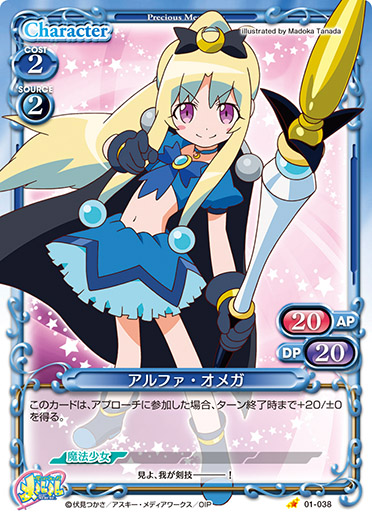 Precious Me
Character
illustrated by Madoka Tanada
COST
2
SOURCE
2
20 AP
DP 20
アルファ・オメガ
このカードは、アプローチに参加した場合、ターン終了時まで+20/±0
を得る。
魔法少女
見よ、我が剣技━━━！
©伏見つかさ／アスキー・メディアワークス／OIP
01-038